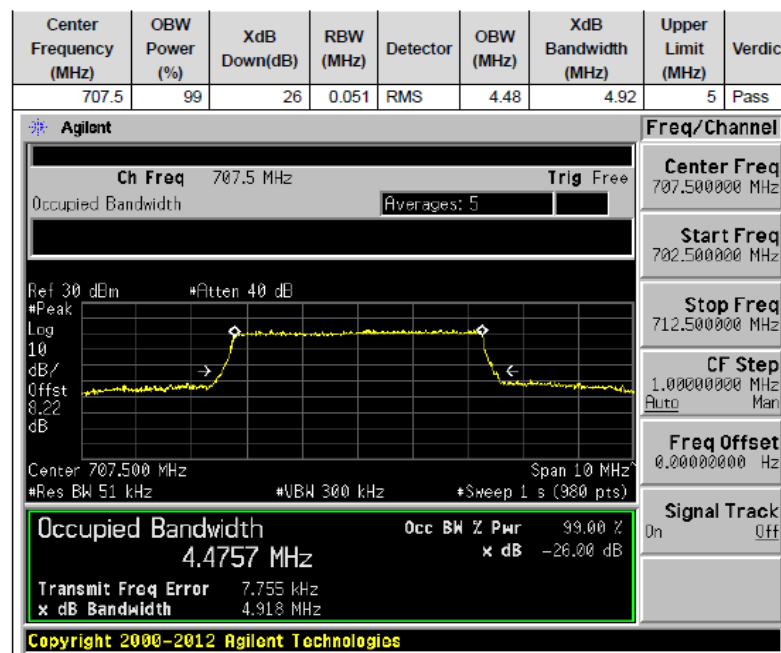 Center Frequency (MHz) OBW Power (%) XdB Down(dB) RBW (MHz) Detector OBW (MHz) XdB Bandwidth (MHz) Upper Limit (MHz) Verdic
707.5 99 26 0.051 RMS 4.48 4.92 5 Pass
Agilent Freq/Channel
Ch Freq 707.5 MHz Trig Free
Occupied Bandwidth Averages: 5
Ref 30 dBm #Atten 40 dB
#Peak
Log
10
dB/
Offst
8.22
dB
Center 707.500 MHz Span 10 MHz
#Res BW 51 kHz #VBW 300 kHz #Sweep 1 s (980 pts)
Occupied Bandwidth Occ BW % Pwr 99.00 %
4.4757 MHz x dB -26.00 dB
Transmit Freq Error 7.755 kHz
x dB Bandwidth 4.918 MHz
Copyright 2000-2012 Agilent Technologies
Center Freq
707.500000 MHz
Start Freq
702.500000 MHz
Stop Freq
712.500000 MHz
CF Step
1.00000000 MHz
Auto Man
Freq Offset
0.00000000 Hz
Signal Track
On Off